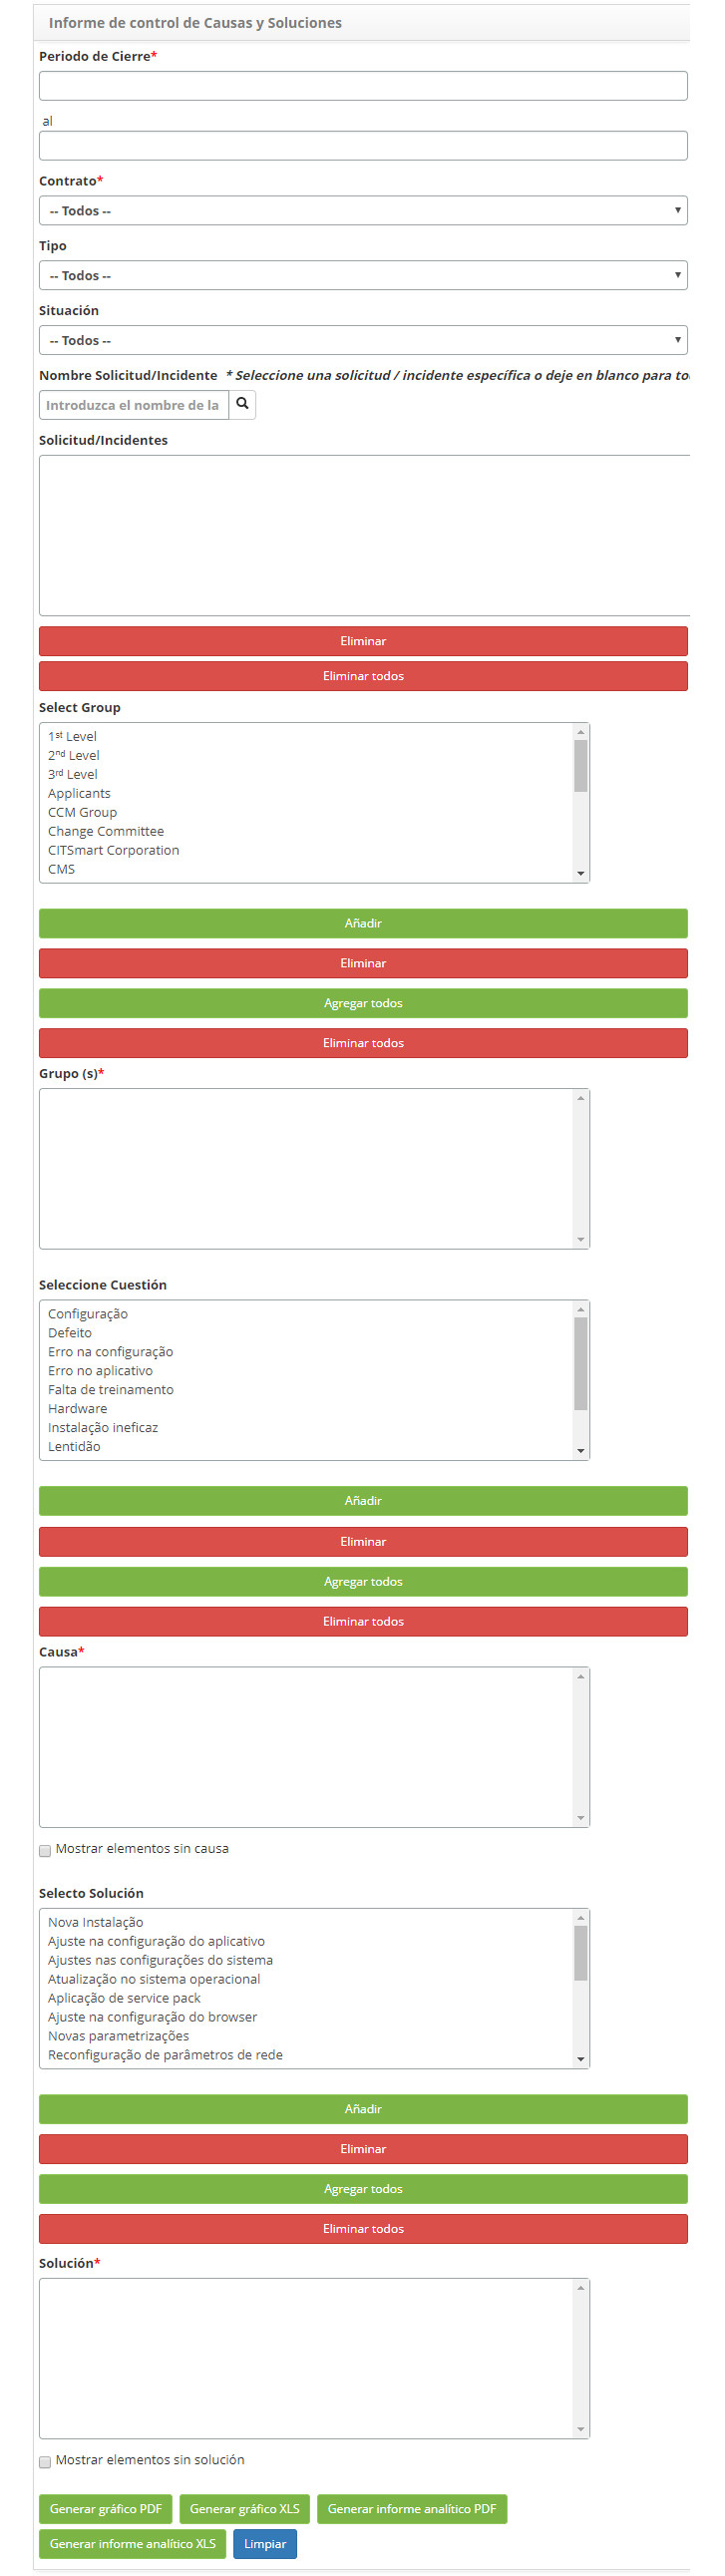 Informe de control de Causas y Soluciones
Periodo de Cierre*
al
Contrato*
-- Todos --
Tipo
-- Todos --
Situación
-- Todos --
Nombre Solicitud/Incidente * Seleccione una solicitud / incidente específica o deje en blanco para
Introduzca el nombre de la
Solicitud/Incidentes
Eliminar
Eliminar todos
Select Group
1st Level
2nd Level
3rd Level
Applicants
CCM Group
Change Committee
CITSmart Corporation
CMS
Añadir
Eliminar
Agregar todos
Eliminar todos
Grupo (s)*
Seleccione Cuestión
Configuração
Defeito
Erro na configuração
Erro no aplicativo
Falta de treinamento
Hardware
Instalação ineficaz
Lentidão
Añadir
Eliminar
Agregar todos
Eliminar todos
Causa*
Mostrar elementos sin causa
Selecto Solución
Nova Instalação
Ajuste na configuração do aplicativo
Ajustes nas configurações do sistema
Atualização no sistema operacional
Aplicação de service pack
Ajuste na configuração do browser
Novas parametrizações
Reconfiguração de parâmetros de rede
Añadir
Eliminar
Agregar todos
Eliminar todos
Solución*
Mostrar elementos sin solución
Generar gráfico PDF Generar gráfico XLS Generar informe analítico PDF
Generar informe analítico XLS Limpiar